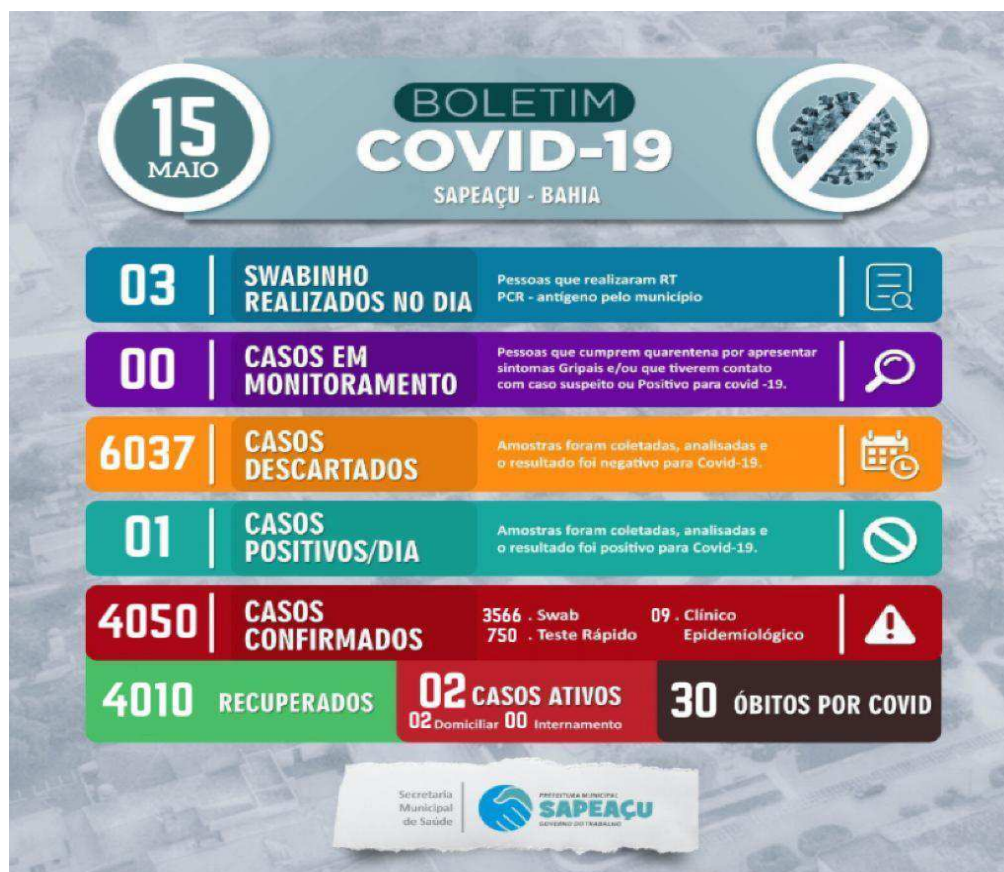 15
MAIO
BOLETIM
COVID-19
SAPEAÇU - BAHIA
03
SWABINHO
REALIZADOS NO DIA
Pessoas que realizaram RT
PCR - antígeno pelo município
00
CASOS EM
MONITORAMENTO
Pessoas que cumprem quarentena por apresentar
sintomas Gripais e/ou que tiverem contato
com caso suspeito ou Positivo para covid -19.
6037
CASOS
DESCARTADOS
Amostras foram coletadas, analisadas e
o resultado foi negativo para Covid-19.
01
CASOS
POSITIVOS/DIA
Amostras foram coletadas, analisadas e
o resultado foi positivo para Covid-19.
4050
CASOS
CONFIRMADOS
3566 . Swab
750 . Teste Rápido
09 . Clínico
Epidemiológico
4010 RECUPERADOS
02 CASOS ATIVOS
02 Domiciliar 00 Internamento
30 ÓBITOS POR COVID
Secretaria
Municipal
de Saúde
PREFEITURA MUNICIPAL
SAPEAÇU
GOVERNO DO TRABALHO